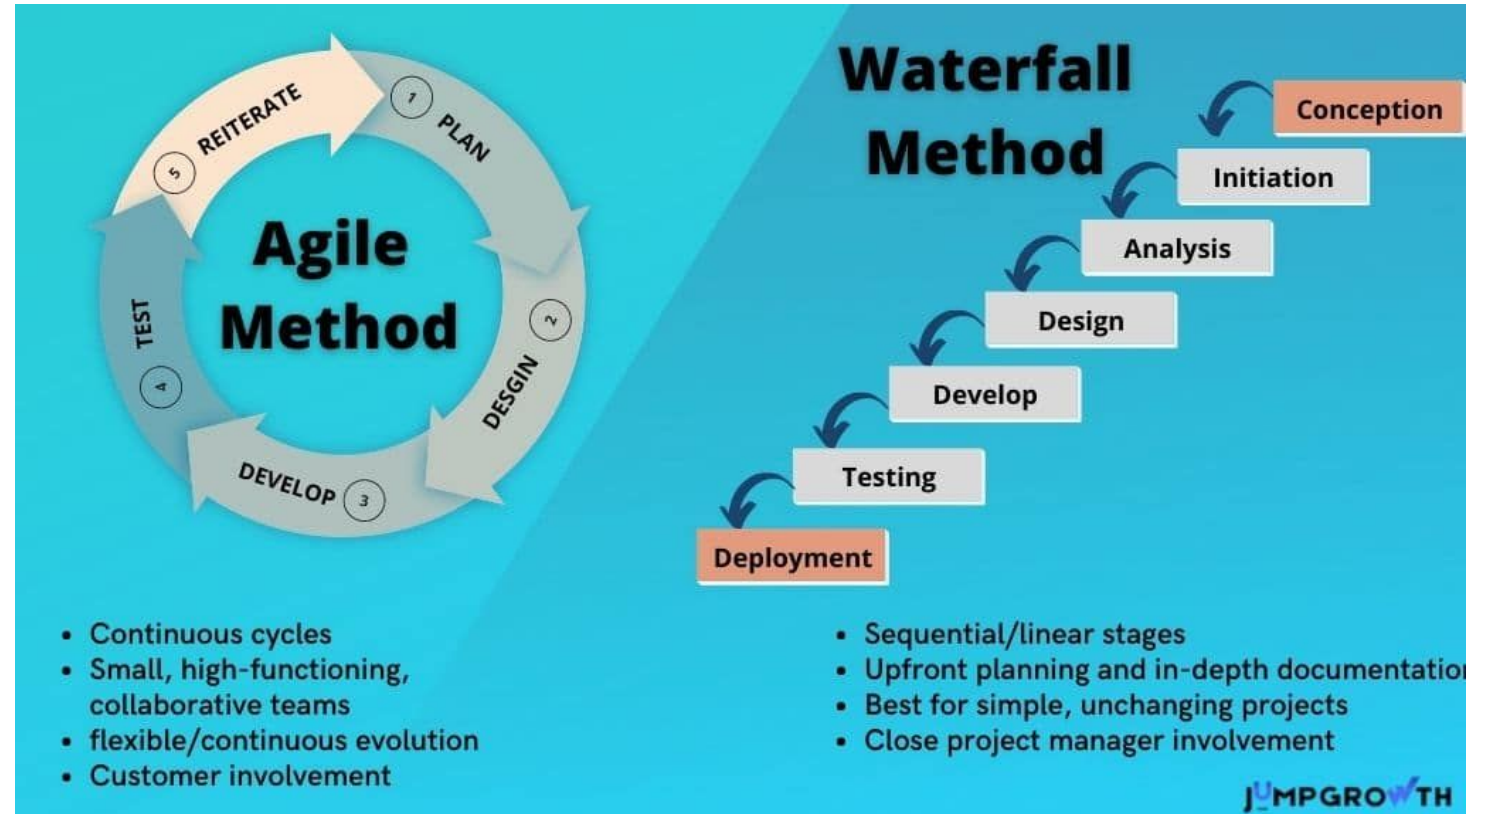 Agile
Method
1 PLAN
2 DESGIN
3 DEVELOP
4 TEST
5 REITERATE
Continuous cycles
Small, high-functioning,
collaborative teams
flexible/continuous evolution
Customer involvement
Waterfall
Method
Conception
Initiation
Analysis
Design
Develop
Testing
Deployment
Sequential/linear stages
Upfront planning and in-depth documentatio
Best for simple, unchanging projects
Close project manager involvement
JUMPGROWTH